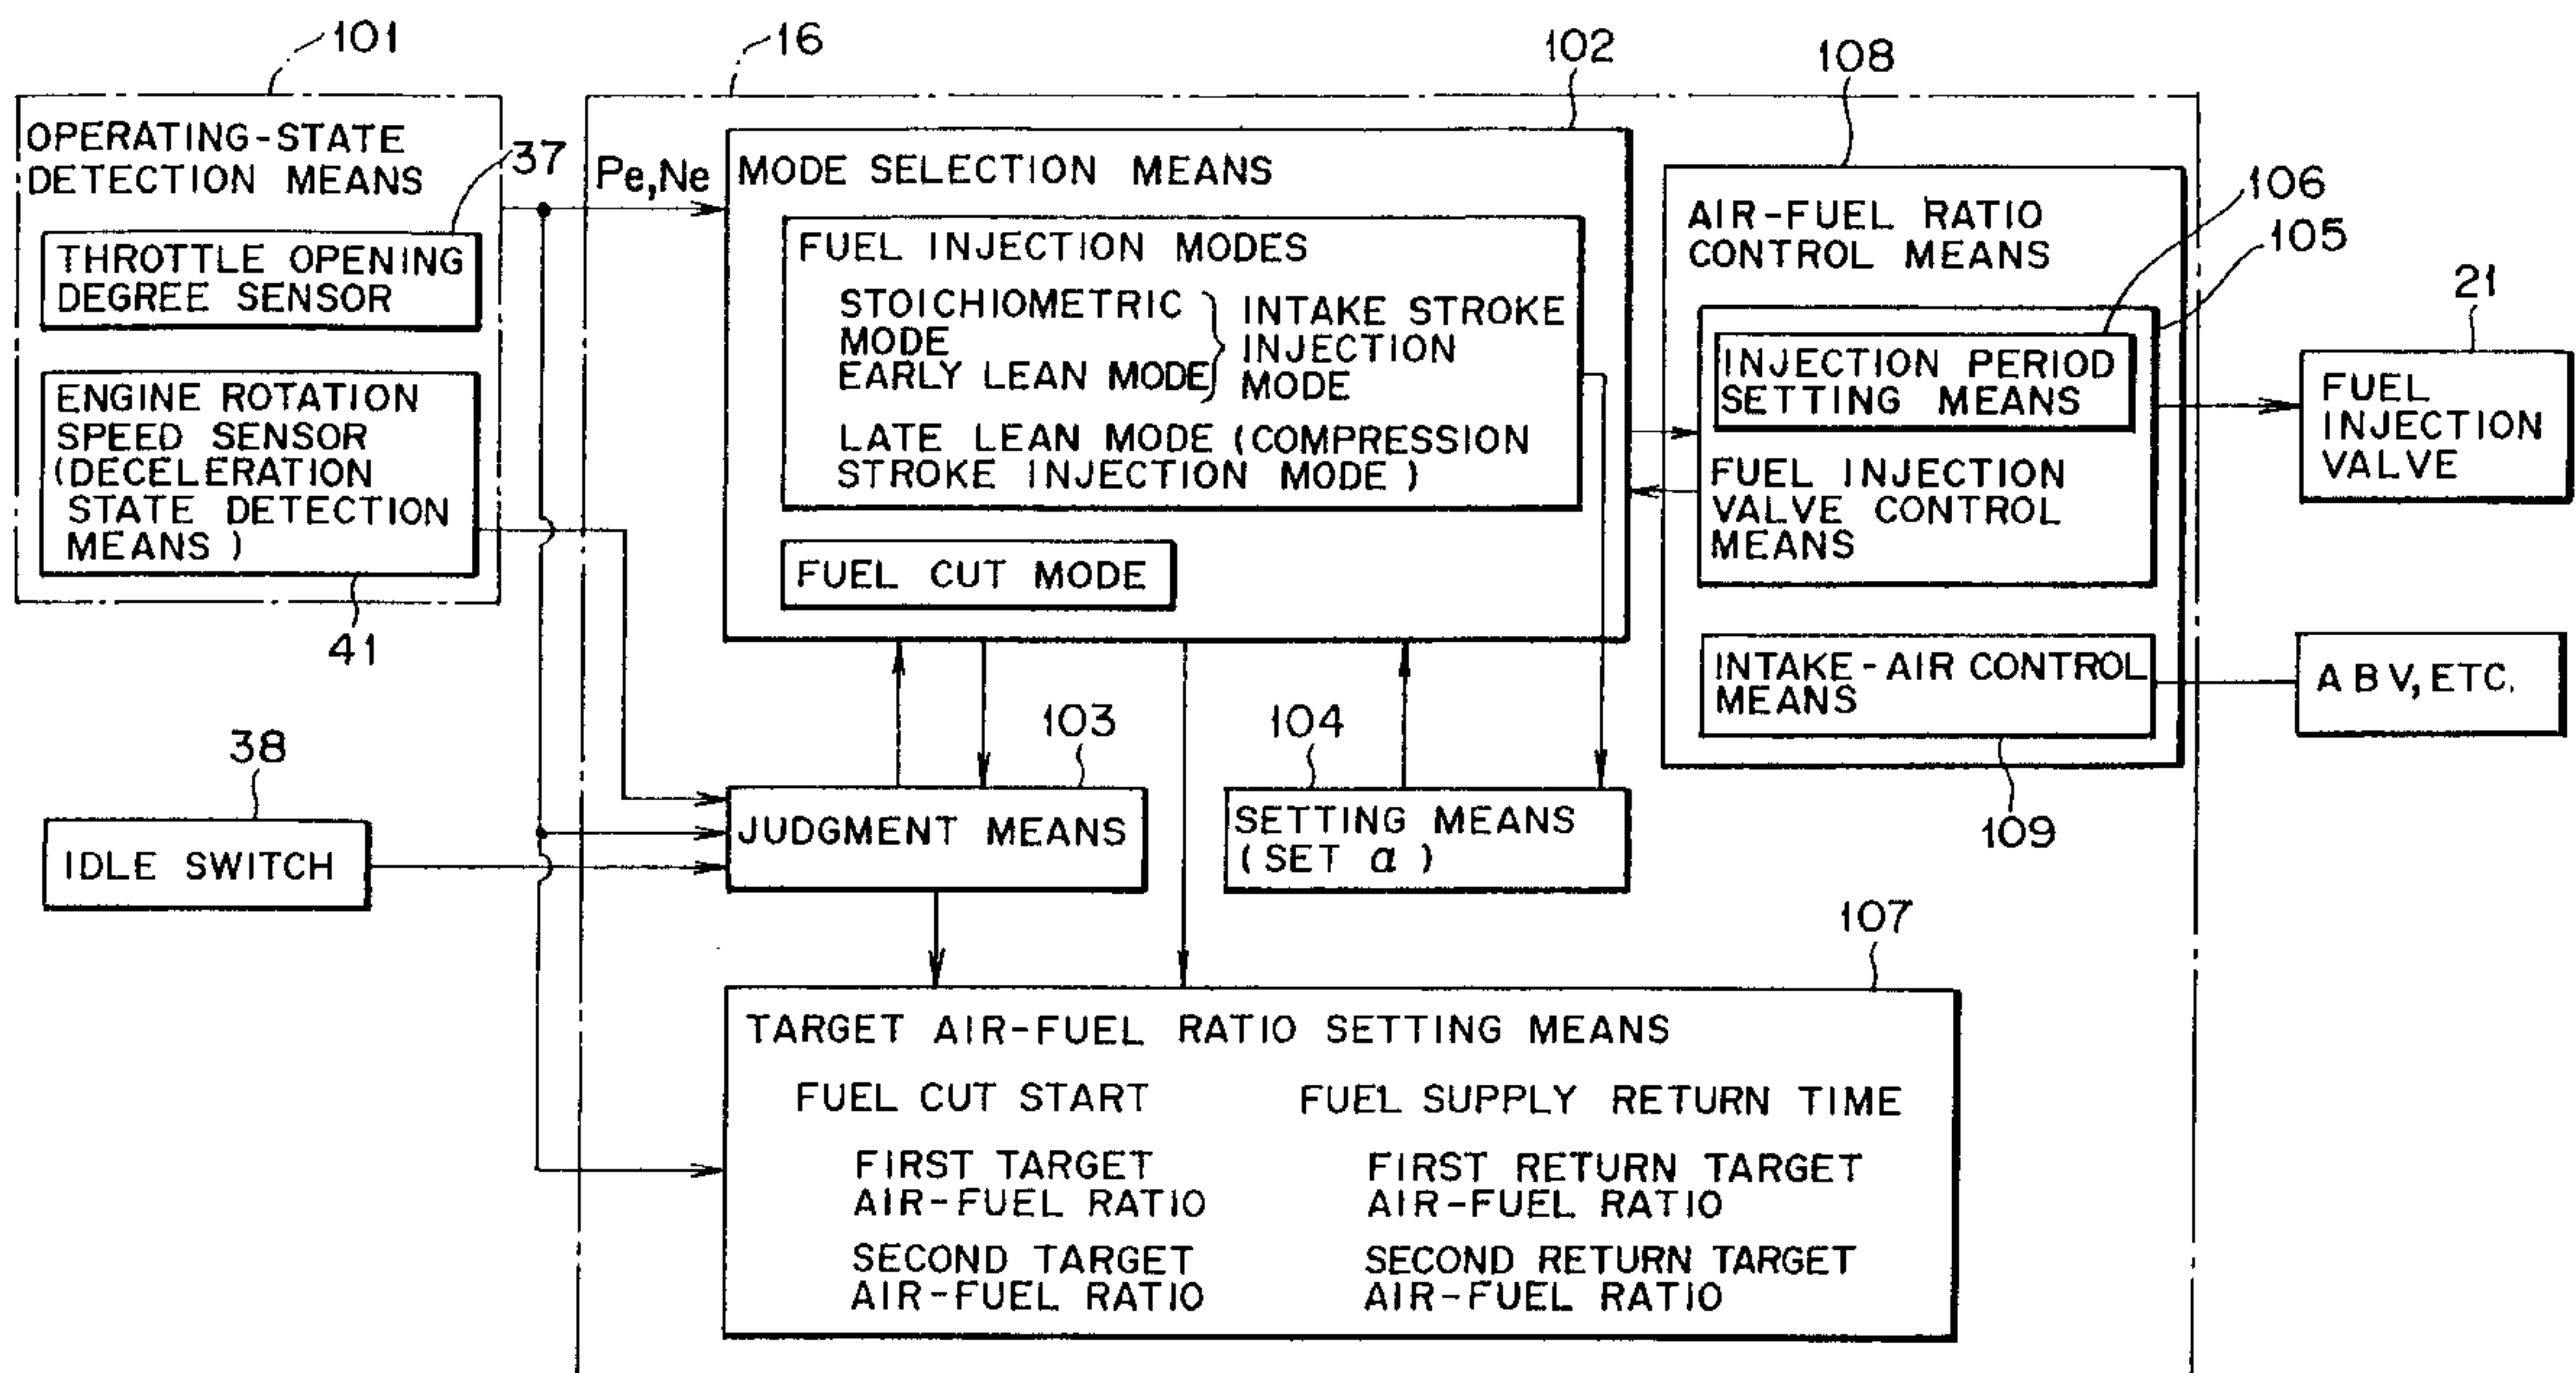 101
16
102
108
OPERATING-STATE
DETECTION MEANS
37
THROTTLE OPENING
DEGREE SENSOR
ENGINE ROTATION
SPEED SENSOR
(DECELERATION
STATE DETECTION
MEANS)
41
Pe,Ne
MODE SELECTION MEANS
FUEL INJECTION MODES
STOICHIOMETRIC
MODE
EARLY LEAN MODE
INTAKE STROKE
INJECTION
MODE
LATE LEAN MODE (COMPRESSION
STROKE INJECTION MODE)
FUEL CUT MODE
AIR-FUEL RATIO
CONTROL MEANS
106
105
INJECTION PERIOD
SETTING MEANS
FUEL INJECTION
VALVE CONTROL
MEANS
INTAKE-AIR CONTROL
MEANS
109
21
FUEL
INJECTION
VALVE
ABV, ETC.
38
IDLE SWITCH
103
JUDGMENT MEANS
104
SETTING MEANS
(SET α)
107
TARGET AIR-FUEL RATIO SETTING MEANS
FUEL CUT START
FIRST TARGET
AIR-FUEL RATIO
SECOND TARGET
AIR-FUEL RATIO
FUEL SUPPLY RETURN TIME
FIRST RETURN TARGET
AIR-FUEL RATIO
SECOND RETURN TARGET
AIR-FUEL RATIO